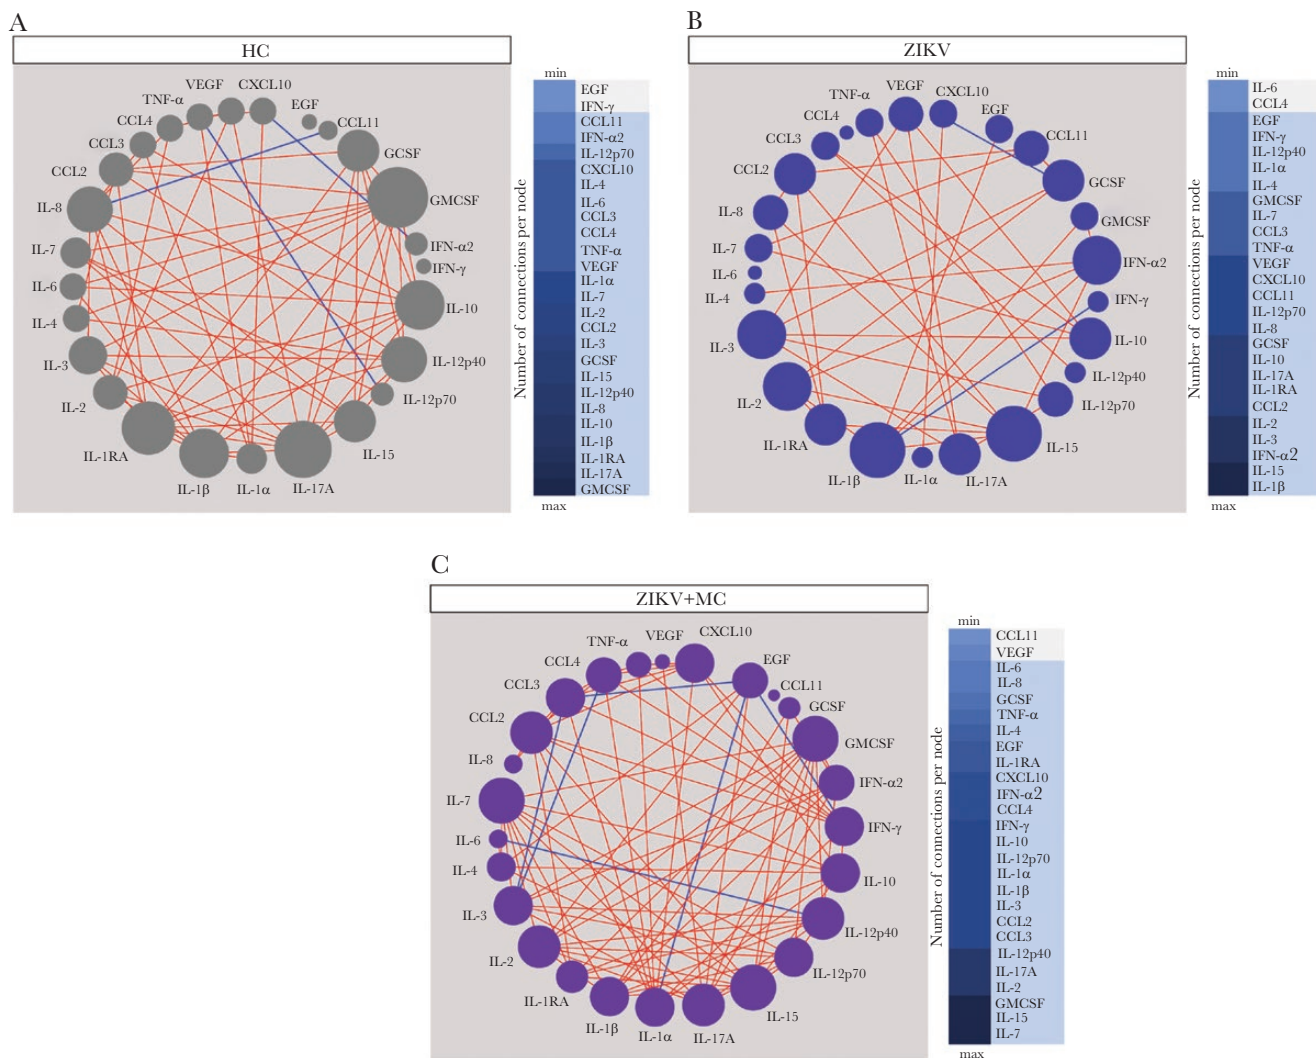 A
HC
VEGF
CXCL10
TNF-α
EGF
CCL4
CCL11
CCL3
GCSF
CCL2
GMCSF
IL-8
IFN-α2
IL-7
IFN-γ
IL-6
IL-10
IL-4
IL-12p40
IL-3
IL-12p70
IL-2
IL-15
IL-1RA
IL-1β
IL-1α
IL-17A
Number of connections per node
min
EGF
IFN-γ
CCL11
IFN-α2
IL-12p70
CXCL10
IL-4
IL-6
CCL3
CCL4
TNF-α
VEGF
IL-1α
IL-7
IL-2
CCL2
IL-3
GCSF
IL-15
IL-12p40
IL-8
IL-10
IL-1β
IL-1RA
IL-17A
GMCSF
max
B
ZIKV
VEGF
CXCL10
TNF-α
EGF
CCL4
CCL11
CCL3
GCSF
CCL2
GMCSF
IL-8
IFN-α2
IL-7
IFN-γ
IL-6
IL-10
IL-4
IL-12p40
IL-3
IL-12p70
IL-2
IL-15
IL-1RA
IL-1β
IL-1α
IL-17A
Number of connections per node
min
IL-6
CCL4
EGF
IFN-γ
IL-12p40
IL-1α
IL-4
GMCSF
IL-7
CCL3
TNF-α
VEGF
CXCL10
CCL11
IL-12p70
IL-8
GCSF
IL-10
IL-17A
IL-1RA
CCL2
IL-2
IL-3
IFN-α2
IL-15
IL-1β
max
C
ZIKV+MC
VEGF
CXCL10
TNF-α
EGF
CCL4
CCL11
CCL3
GCSF
CCL2
GMCSF
IL-8
IFN-α2
IL-7
IFN-γ
IL-6
IL-10
IL-4
IL-12p40
IL-3
IL-12p70
IL-2
IL-15
IL-1RA
IL-1β
IL-1α
IL-17A
Number of connections per node
min
CCL11
VEGF
IL-6
IL-8
GCSF
TNF-α
IL-4
EGF
IL-1RA
CXCL10
IFN-α2
CCL4
IFN-γ
IL-10
IL-12p70
IL-1α
IL-1β
IL-3
CCL2
CCL3
IL-12p40
IL-17A
IL-2
GMCSF
IL-15
IL-7
max